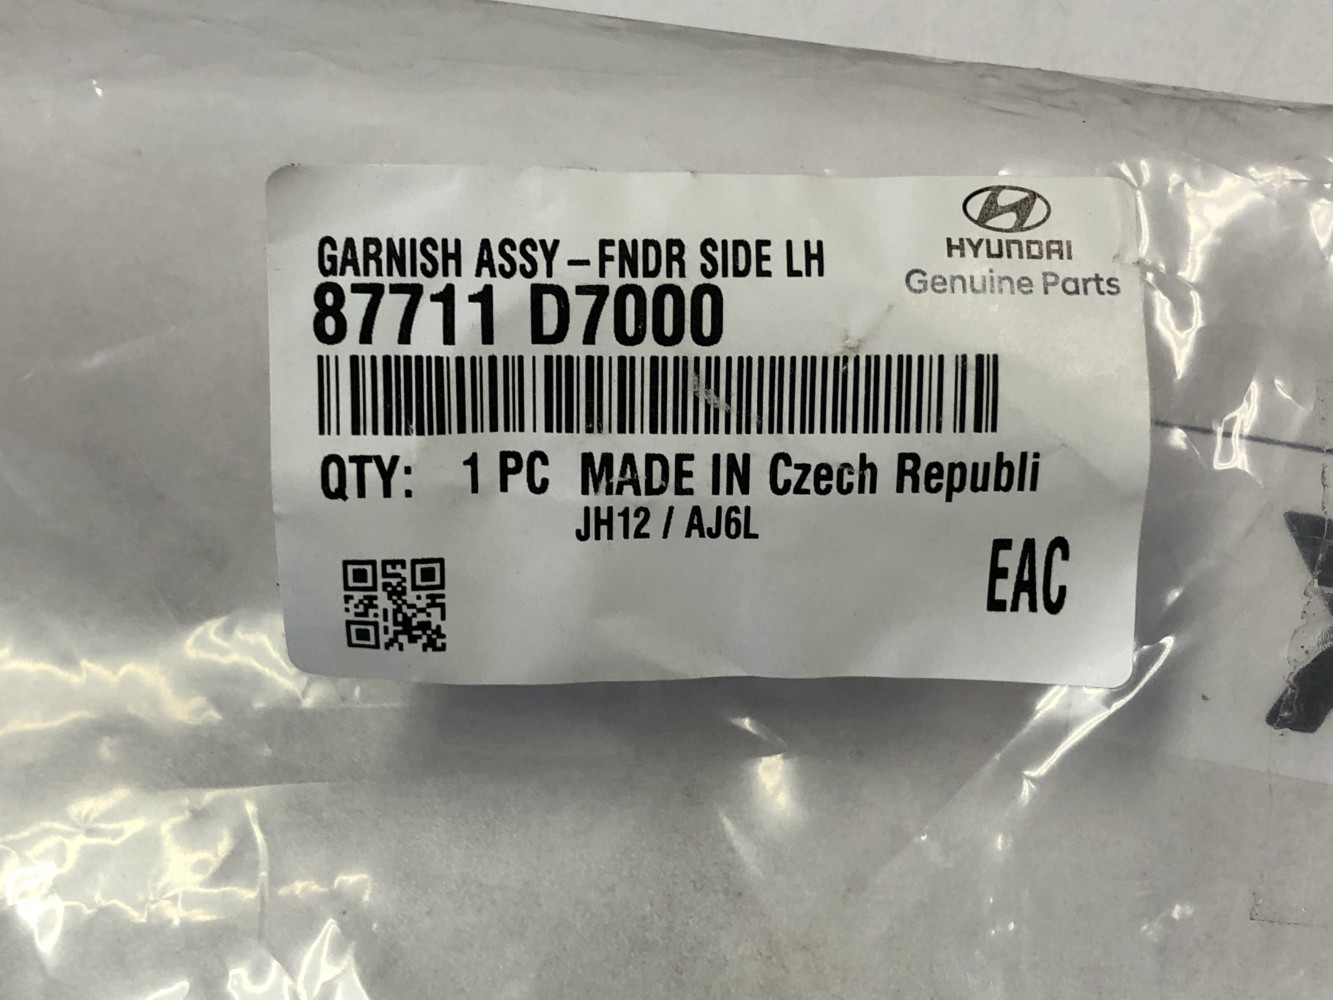 HYUNDAI
Genuine Parts
GARNISH ASSY – FNDR SIDE LH
87711 D7000
QTY: 1 PC MADE IN Czech Republi
JH12 / AJ6L
EAC